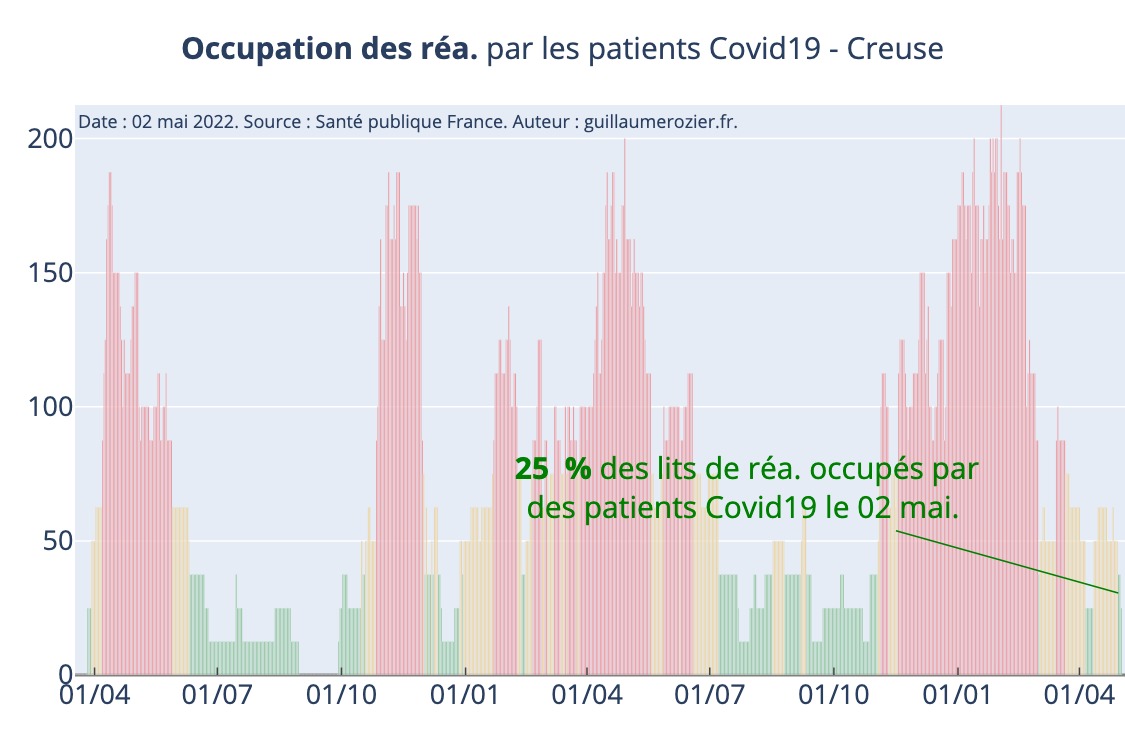 Occupation des réa. par les patients Covid19 - Creuse
Date : 02 mai 2022. Source : Santé publique France. Auteur : guillaumerozier.fr.
200
150
100
50
0
25 % des lits de réa. occupés par
des patients Covid19 le 02 mai.
01/04 01/07 01/10 01/01 01/04 01/07 01/10 01/01 01/04